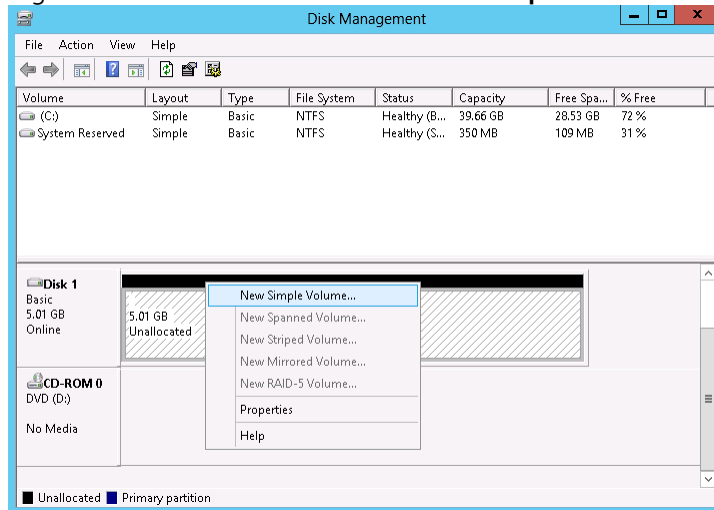 Disk Management
File Action View Help
Volume Layout Type File System Status Capacity Free Spa... % Free
(C:) Simple Basic NTFS Healthy (B... 39.66 GB 28.53 GB 72 %
System Reserved Simple Basic NTFS Healthy (S... 350 MB 109 MB 31 %
Disk 1
Basic
5.01 GB
Online
5.01 GB
Unallocated
New Simple Volume...
New Spanned Volume...
New Striped Volume...
New Mirrored Volume...
New RAID-5 Volume...
Properties
Help
CD-ROM 0
DVD (D:)
No Media
Unallocated Primary partition